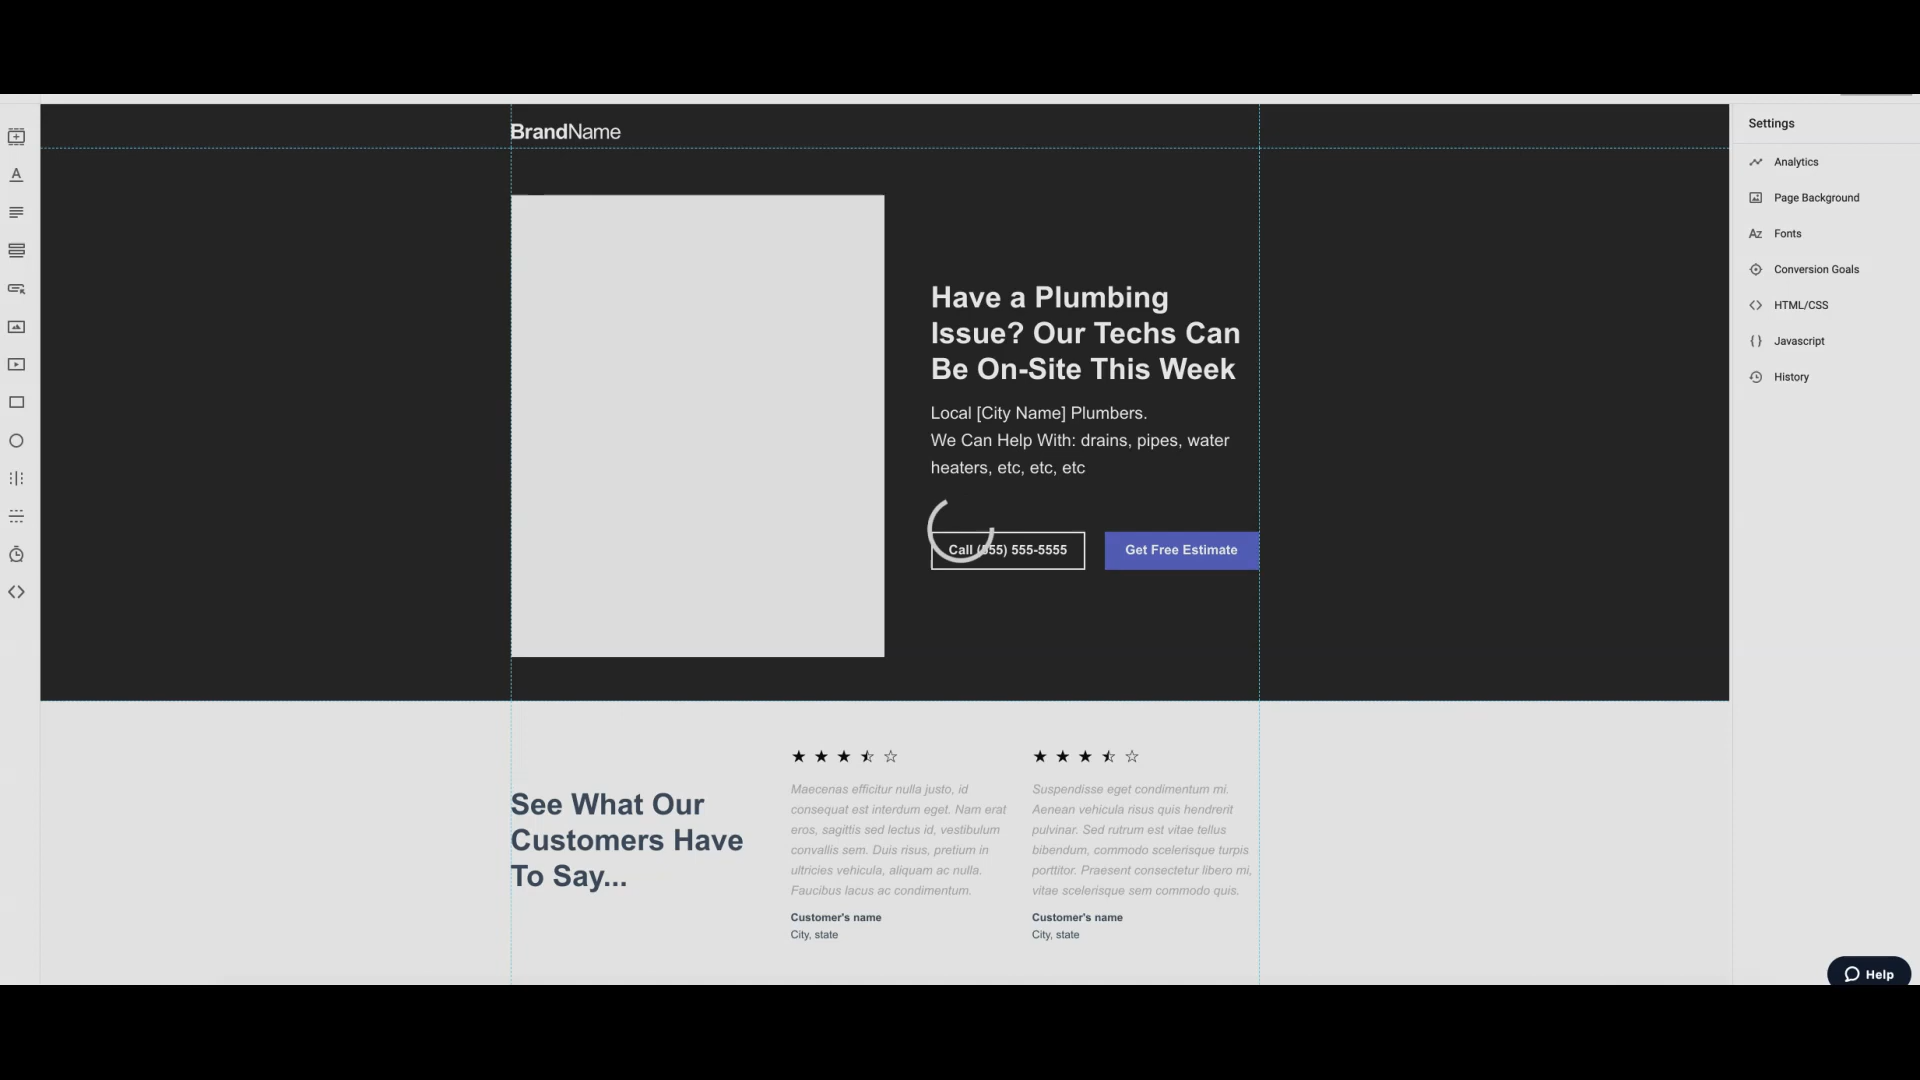 BrandName
Have a Plumbing
Issue? Our Techs Can
Be On-Site This Week
Local [City Name] Plumbers.
We Can Help With: drains, pipes, water
heaters, etc, etc, etc
Call (555) 555-5555
Get Free Estimate
See What Our
Customers Have
To Say...
Maecenas efficitur nulla justo, id
consequat est interdum eget. Nam erat
eros, sagittis sed lectus id, vestibulum
convallis sem. Duis risus, pretium in
ultricies vehicula, aliquam ac nulla.
Faucibus lacus ac condimentum.
Customer's name
City, state
Suspendisse eget condimentum mi.
Aenean vehicula risus quis hendrerit
pulvinar. Sed rutrum est vitae tellus
bibendum, commodo scelerisque turpis
porttitor. Praesent consectetur libero mi,
vitae scelerisque sem commodo quis.
Customer's name
City, state
Settings
Analytics
Page Background
Fonts
Conversion Goals
HTML/CSS
Javascript
History
Help